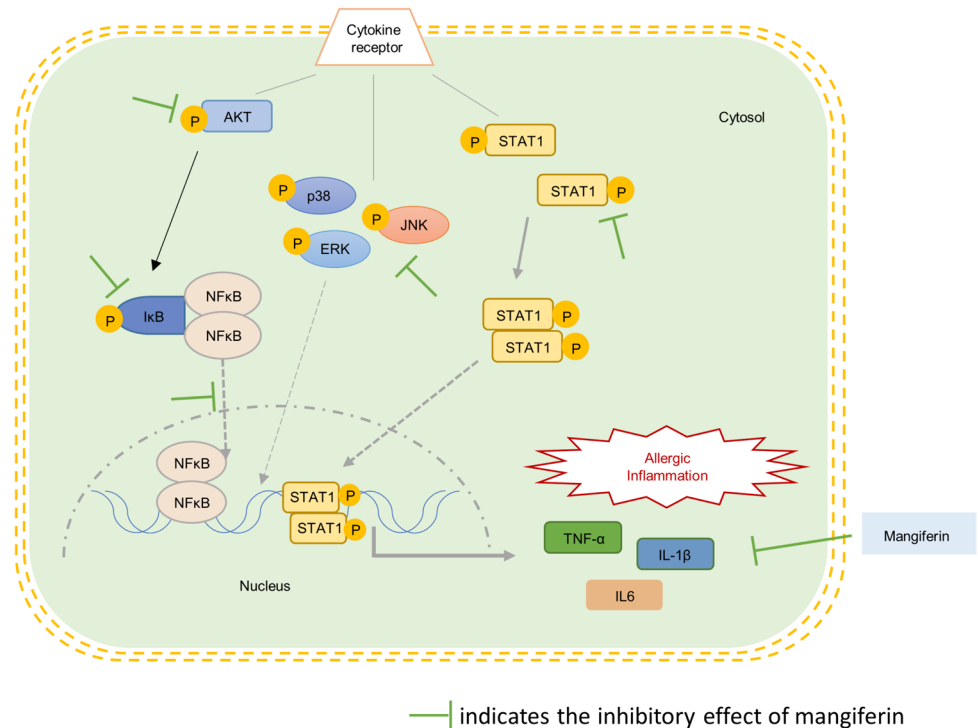 Cytokine
receptor
P
AKT
Cytosol
P
STAT1
P
p38
STAT1
P
P
JNK
P
ERK
P
IκB
NFκB
NFκB
STAT1
P
STAT1
P
NFκB
NFκB
STAT1
P
STAT1
P
Allergic
Inflammation
TNF-α
IL-1β
IL6
Mangiferin
Nucleus
indicates the inhibitory effect of mangiferin